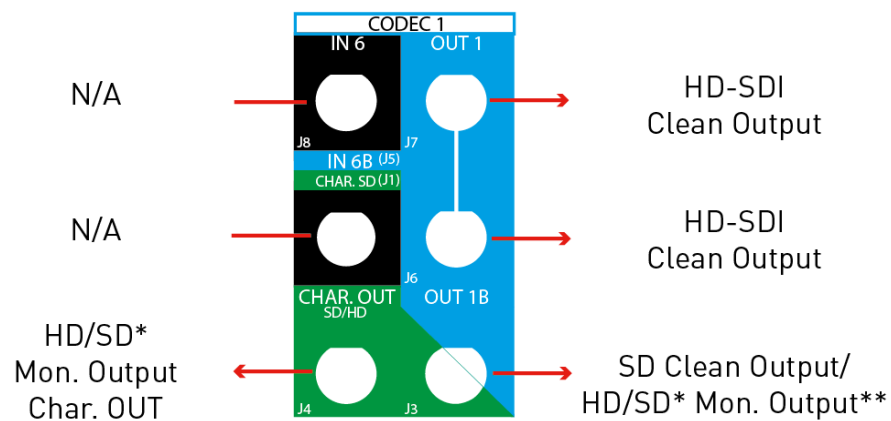 CODEC 1
IN 6
OUT 1
N/A
HD-SDI
Clean Output
J8
J7
IN 6B (J5)
CHAR. SD (J1)
N/A
HD-SDI
Clean Output
J6
CHAR. OUT
SD/HD
OUT 1B
HD/SD*
Mon. Output
Char. OUT
SD Clean Output/
HD/SD* Mon. Output**
J4
J3